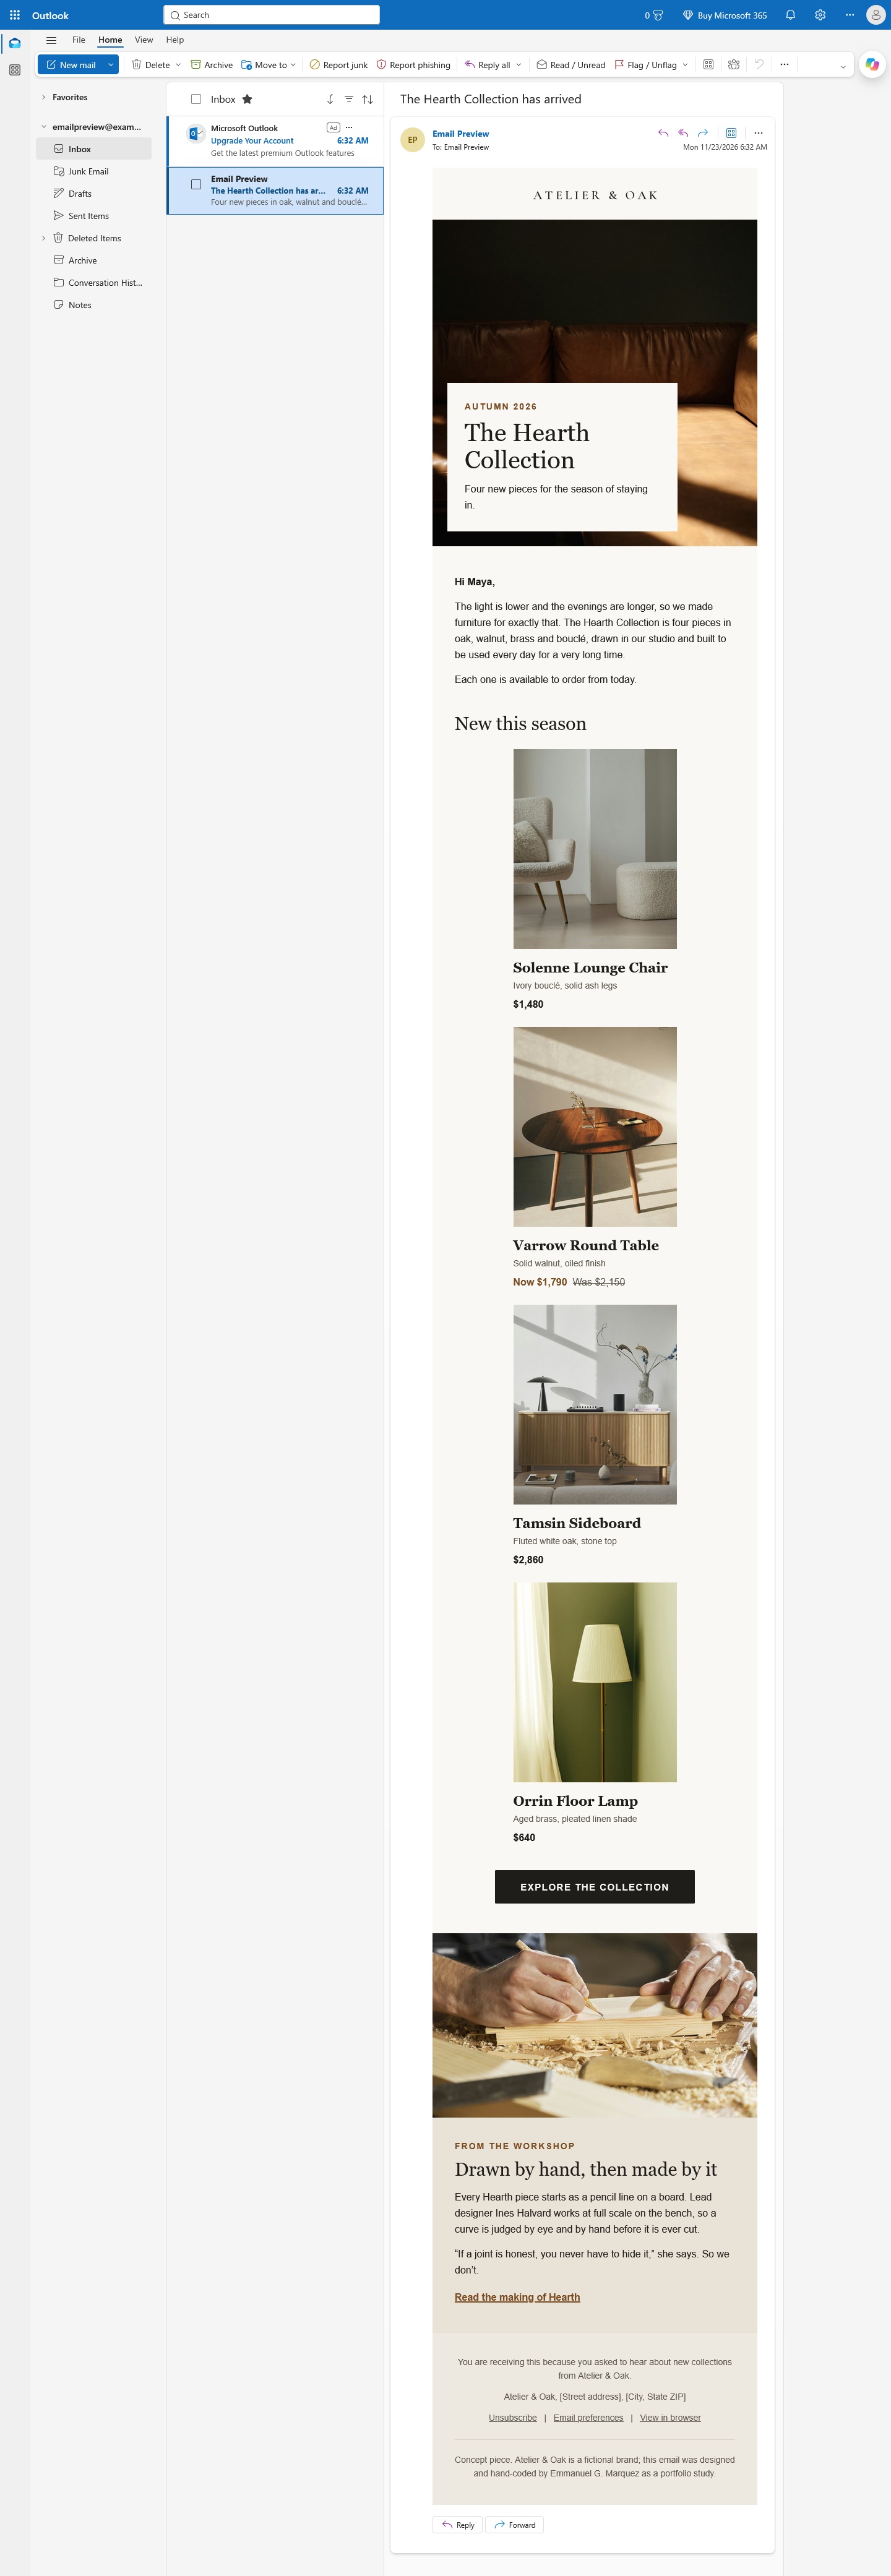 Outlook
Search
0
Buy Microsoft 365
File
Home
View
Help
New mail
Delete
Archive
Move to
Report junk
Report phishing
Reply all
Read / Unread
Flag / Unflag
Favorites
emailpreview@exam...
Inbox
Junk Email
Drafts
Sent Items
Deleted Items
Archive
Conversation Hist...
Notes
Inbox
Microsoft Outlook
Ad
Upgrade Your Account
6:32 AM
Get the latest premium Outlook features
Email Preview
The Hearth Collection has ar...
6:32 AM
Four new pieces in oak, walnut and bouclé...
The Hearth Collection has arrived
EP
Email Preview
To: Email Preview
Mon 11/23/2026 6:32 AM
ATELIER & OAK
AUTUMN 2026
The Hearth
Collection
Four new pieces for the season of staying
in.
Hi Maya,
The light is lower and the evenings are longer, so we made
furniture for exactly that. The Hearth Collection is four pieces in
oak, walnut, brass and bouclé, drawn in our studio and built to
be used every day for a very long time.
Each one is available to order from today.
New this season
Solenne Lounge Chair
Ivory bouclé, solid ash legs
$1,480
Varrow Round Table
Solid walnut, oiled finish
Now $1,790 Was $2,150
Tamsin Sideboard
Fluted white oak, stone top
$2,860
Orrin Floor Lamp
Aged brass, pleated linen shade
$640
EXPLORE THE COLLECTION
FROM THE WORKSHOP
Drawn by hand, then made by it
Every Hearth piece starts as a pencil line on a board. Lead
designer Ines Halvard works at full scale on the bench, so a
curve is judged by eye and by hand before it is ever cut.
“If a joint is honest, you never have to hide it,” she says. So we
don’t.
Read the making of Hearth
You are receiving this because you asked to hear about new collections
from Atelier & Oak.
Atelier & Oak, [Street address], [City, State ZIP]
Unsubscribe | Email preferences | View in browser
Concept piece. Atelier & Oak is a fictional brand; this email was designed
and hand-coded by Emmanuel G. Marquez as a portfolio study.
Reply
Forward